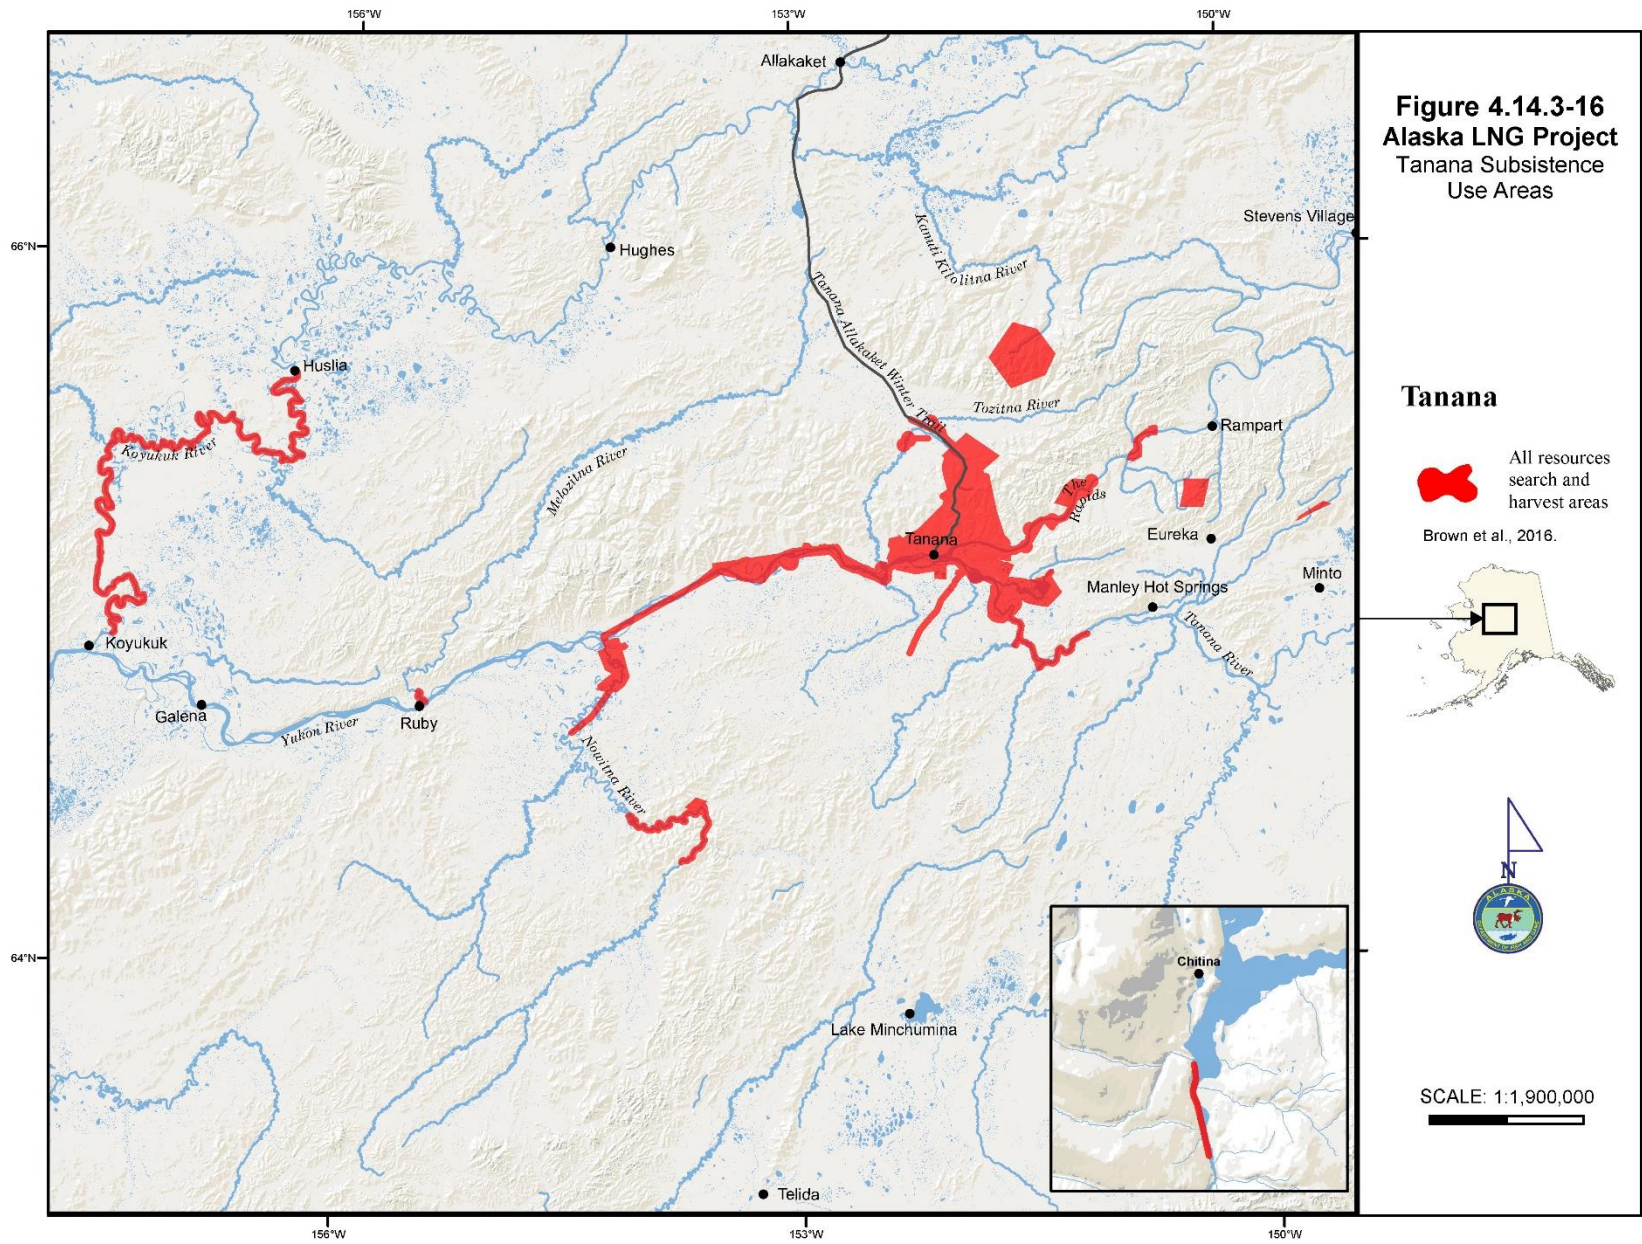 156°W
153°W
150°W
Allakaket
Figure 4.14.3-16
Alaska LNG Project
Tanana Subsistence
Use Areas
Stevens Village
66°N
Hughes
Kanuti Kilolitna River
Tanana Allakaket Winter Trail
Huslia
Tozitna River
Rampart
Tanana
Koyukuk River
Melozitna River
All resources
search and
harvest areas
The
Rapids
Brown et al., 2016.
Eureka
Tanana
Minto
Manley Hot Springs
Koyukuk
Tanana River
Galena
Ruby
Yukon River
Nowitna River
N
ALASKA
64°N
Chitina
Lake Minchumina
SCALE: 1:1,900,000
Telida
156°W
153°W
150°W